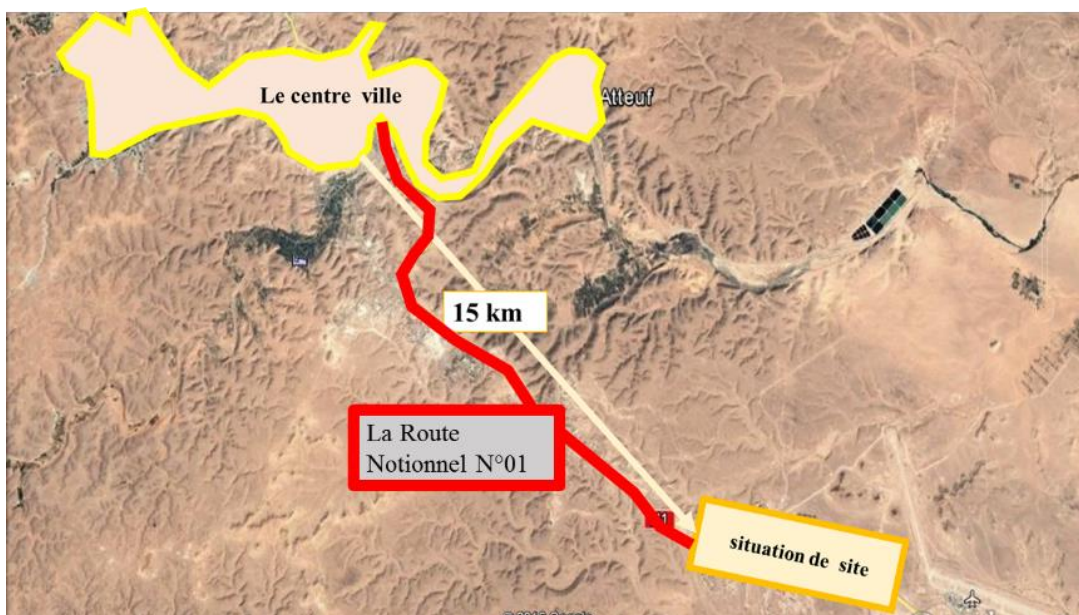 Le centre ville
Atteuf
15 km
La Route
Notionnel N°01
situation de site